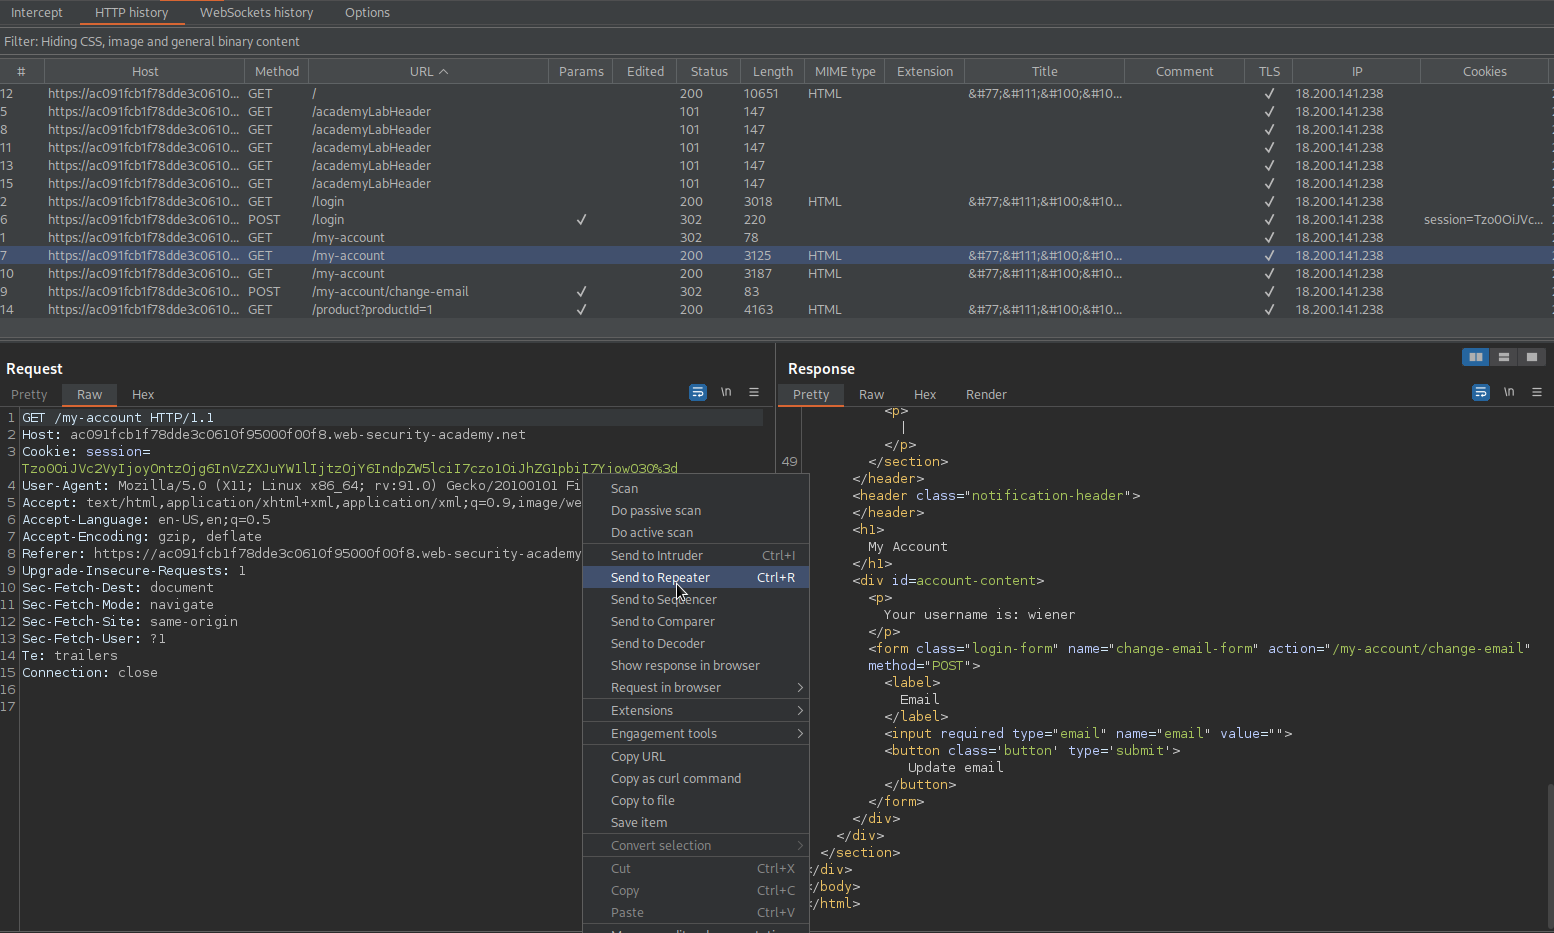 Intercept HTTP history WebSockets history Options
Filter: Hiding CSS, image and general binary content
# Host Method URL Params Edited Status Length MIME type Extension Title Comment TLS IP Cookies
12 https://ac091fcb1f78dde3c0610... GET / 200 10651 HTML &#77;&#111;&#100;&#10... ✓ 18.200.141.238
5 https://ac091fcb1f78dde3c0610... GET /academyLabHeader 101 147 ✓ 18.200.141.238
8 https://ac091fcb1f78dde3c0610... GET /academyLabHeader 101 147 ✓ 18.200.141.238
11 https://ac091fcb1f78dde3c0610... GET /academyLabHeader 101 147 ✓ 18.200.141.238
13 https://ac091fcb1f78dde3c0610... GET /academyLabHeader 101 147 ✓ 18.200.141.238
15 https://ac091fcb1f78dde3c0610... GET /academyLabHeader 101 147 ✓ 18.200.141.238
2 https://ac091fcb1f78dde3c0610... GET /login 200 3018 HTML &#77;&#111;&#100;&#10... ✓ 18.200.141.238
6 https://ac091fcb1f78dde3c0610... POST /login ✓ 302 220 ✓ 18.200.141.238 session=Tzo0OiJVc...
1 https://ac091fcb1f78dde3c0610... GET /my-account 302 78 ✓ 18.200.141.238
7 https://ac091fcb1f78dde3c0610... GET /my-account 200 3125 HTML &#77;&#111;&#100;&#10... ✓ 18.200.141.238
10 https://ac091fcb1f78dde3c0610... GET /my-account 200 3187 HTML &#77;&#111;&#100;&#10... ✓ 18.200.141.238
9 https://ac091fcb1f78dde3c0610... POST /my-account/change-email ✓ 302 83 ✓ 18.200.141.238
14 https://ac091fcb1f78dde3c0610... GET /product?productId=1 ✓ 200 4163 HTML &#77;&#111;&#100;&#10... ✓ 18.200.141.238
Request
Pretty Raw Hex \n
1 GET /my-account HTTP/1.1
2 Host: ac091fcb1f78dde3c0610f95000f00f8.web-security-academy.net
3 Cookie: session=
Tzo0OiJVc2VyIjoyOntzOjg6InVzZXJuYW1lIjtzOjY6IndpZW5lciI7czo1OiJhZG1pbiI7YjowO30%3d
4 User-Agent: Mozilla/5.0 (X11; Linux x86_64; rv:91.0) Gecko/20100101 Fi
5 Accept: text/html,application/xhtml+xml,application/xml;q=0.9,image/we
6 Accept-Language: en-US,en;q=0.5
7 Accept-Encoding: gzip, deflate
8 Referer: https://ac091fcb1f78dde3c0610f95000f00f8.web-security-academy
9 Upgrade-Insecure-Requests: 1
10 Sec-Fetch-Dest: document
11 Sec-Fetch-Mode: navigate
12 Sec-Fetch-Site: same-origin
13 Sec-Fetch-User: ?1
14 Te: trailers
15 Connection: close
16
17
Scan
Do passive scan
Do active scan
Send to Intruder Ctrl+I
Send to Repeater Ctrl+R
Send to Sequencer
Send to Comparer
Send to Decoder
Show response in browser
Request in browser
Extensions
Engagement tools
Copy URL
Copy as curl command
Copy to file
Save item
Convert selection
Cut Ctrl+X
Copy Ctrl+C
Paste Ctrl+V
Response
Pretty Raw Hex Render \n
<p>
|
</p>
49 </section>
</header>
<header class="notification-header">
</header>
<h1>
My Account
</h1>
<div id=account-content>
<p>
Your username is: wiener
</p>
<form class="login-form" name="change-email-form" action="/my-account/change-email"
method="POST">
<label>
Email
</label>
<input required type="email" name="email" value="">
<button class='button' type='submit'>
Update email
</button>
</form>
</div>
</div>
</section>
/div>
/body>
/html>